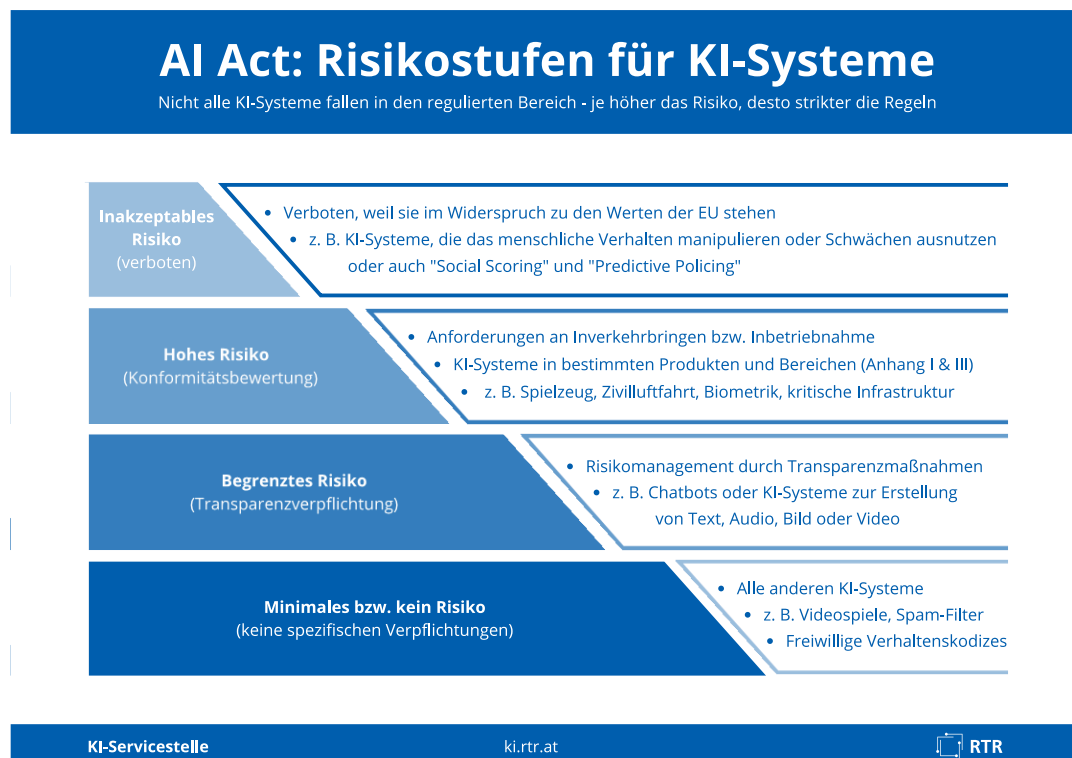 AI Act: Risikostufen für KI-Systeme
Nicht alle KI-Systeme fallen in den regulierten Bereich - je höher das Risiko, desto strikter die Regeln
Inakzeptables
Risiko
(verboten)
• Verboten, weil sie im Widerspruch zu den Werten der EU stehen
• z. B. KI-Systeme, die das menschliche Verhalten manipulieren oder Schwächen ausnutzen
oder auch "Social Scoring" und "Predictive Policing"
Hohes Risiko
(Konformitätsbewertung)
• Anforderungen an Inverkehrbringen bzw. Inbetriebnahme
• KI-Systeme in bestimmten Produkten und Bereichen (Anhang I & III)
• z. B. Spielzeug, Zivilluftfahrt, Biometrik, kritische Infrastruktur
Begrenztes Risiko
(Transparenzverpflichtung)
• Risikomanagement durch Transparenzmaßnahmen
• z. B. Chatbots oder KI-Systeme zur Erstellung
von Text, Audio, Bild oder Video
Minimales bzw. kein Risiko
(keine spezifischen Verpflichtungen)
• Alle anderen KI-Systeme
• z. B. Videospiele, Spam-Filter
• Freiwillige Verhaltenskodizes
KI-Servicestelle
ki.rtr.at
RTR